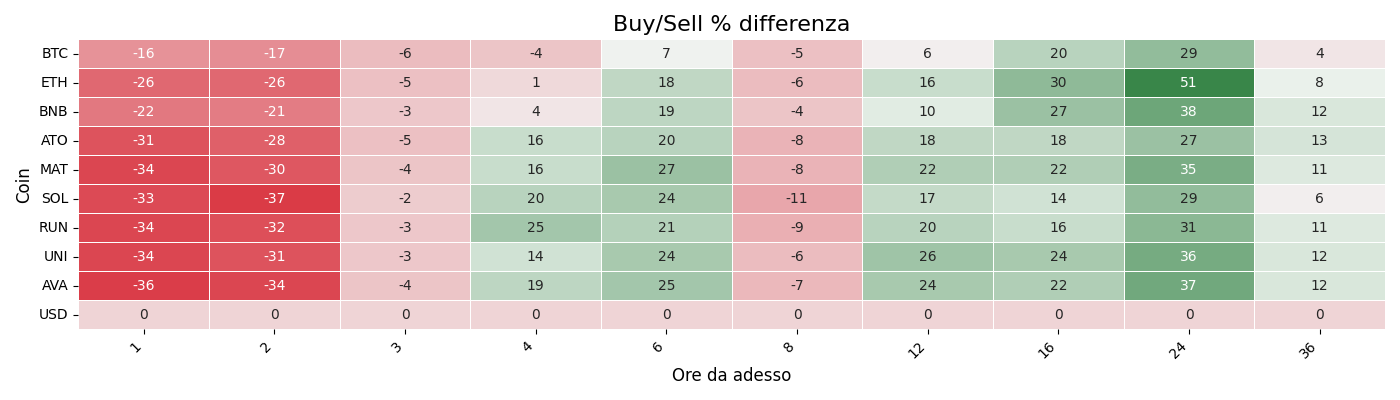 Buy/Sell % differenza
Coin
BTC -16 -17 -6 -4 7 -5 6 20 29 4
ETH -26 -26 -5 1 18 -6 16 30 51 8
BNB -22 -21 -3 4 19 -4 10 27 38 12
ATO -31 -28 -5 16 20 -8 18 18 27 13
MAT -34 -30 -4 16 27 -8 22 22 35 11
SOL -33 -37 -2 20 24 -11 17 14 29 6
RUN -34 -32 -3 25 21 -9 20 16 31 11
UNI -34 -31 -3 14 24 -6 26 24 36 12
AVA -36 -34 -4 19 25 -7 24 22 37 12
USD 0 0 0 0 0 0 0 0 0 0
1 2 3 4 6 8 12 16 24 36
Ore da adesso